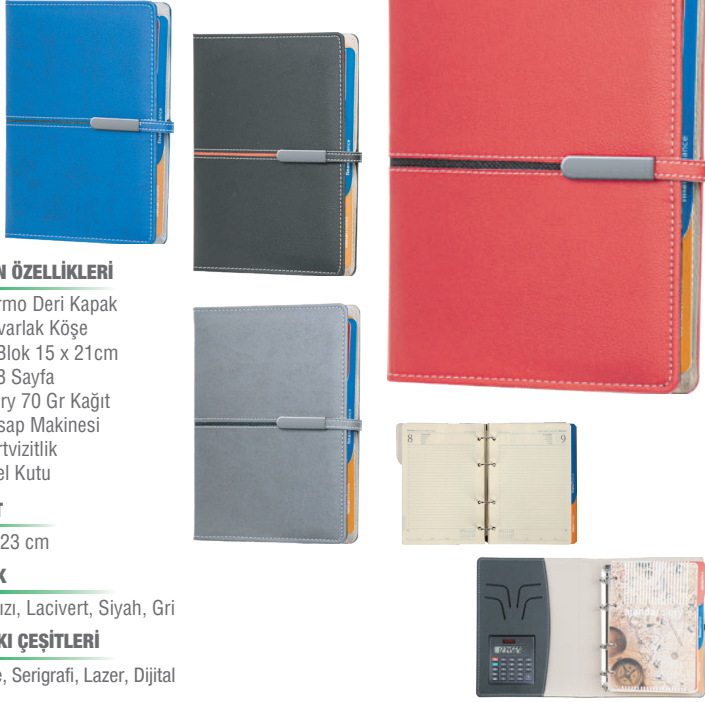 N ÖZELLİKLERİ
rmo Deri Kapak
varlak Köşe
Blok 15 x 21cm
3 Sayfa
ry 70 Gr Kağıt
sap Makinesi
rtvizitlik
el Kutu
T
23 cm
K
ızı, Lacivert, Siyah, Gri
KI ÇEŞİTLERİ
e, Serigrafi, Lazer, Dijital
8
9